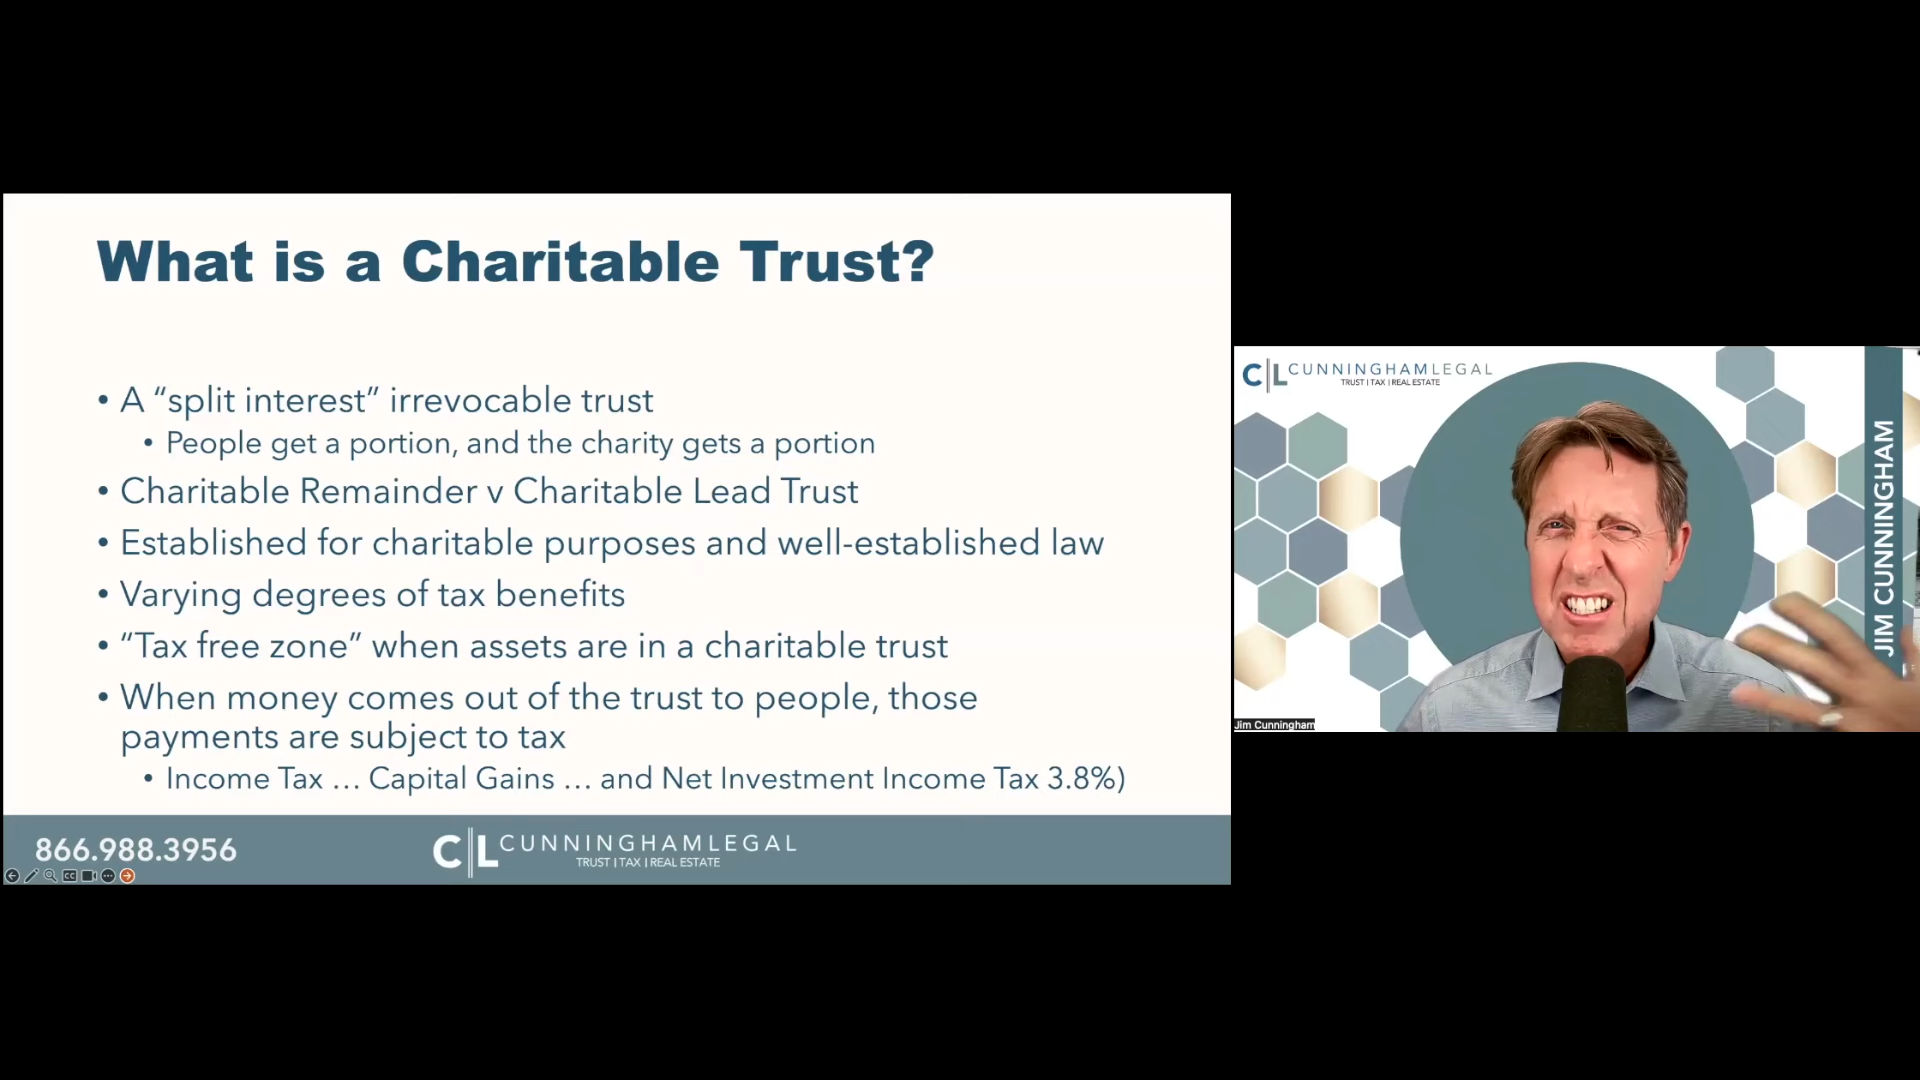 What is a Charitable Trust?
• A “split interest” irrevocable trust
• People get a portion, and the charity gets a portion
• Charitable Remainder v Charitable Lead Trust
• Established for charitable purposes and well-established law
• Varying degrees of tax benefits
• “Tax free zone” when assets are in a charitable trust
• When money comes out of the trust to people, those
payments are subject to tax
• Income Tax … Capital Gains … and Net Investment Income Tax 3.8%)
866.988.3956
CL CUNNINGHAMLEGAL
TRUST | TAX | REAL ESTATE
CC
CL CUNNINGHAMLEGAL
TRUST | TAX | REAL ESTATE
JIM CUNNINGHAM
Jim Cunningham